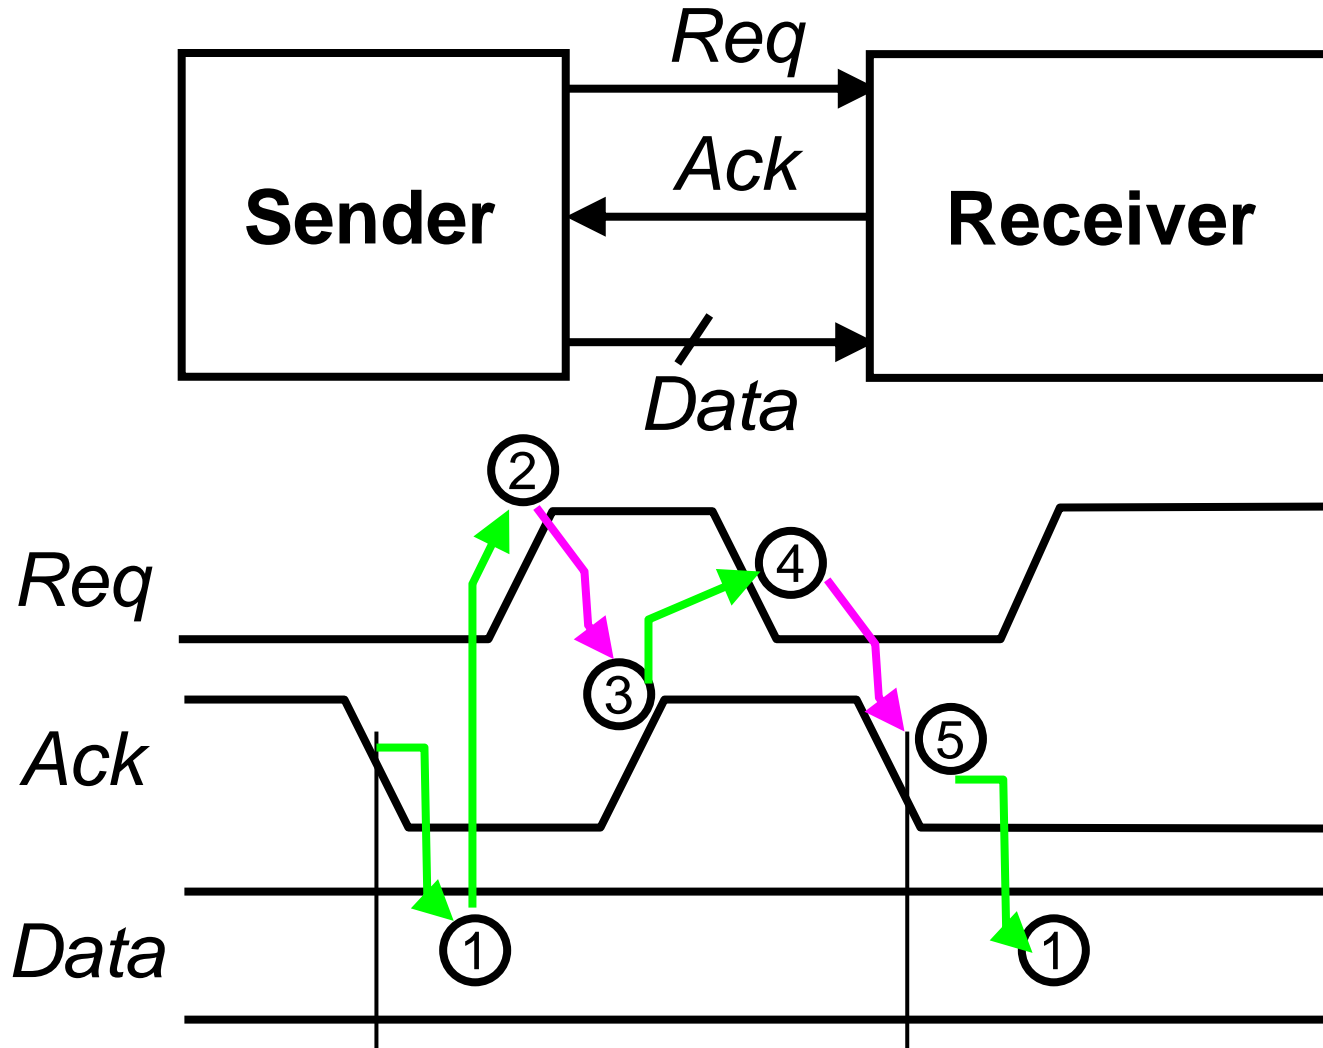 Req
Sender
Ack
Receiver
Data
2
Req
4
3
Ack
5
Data
1
1